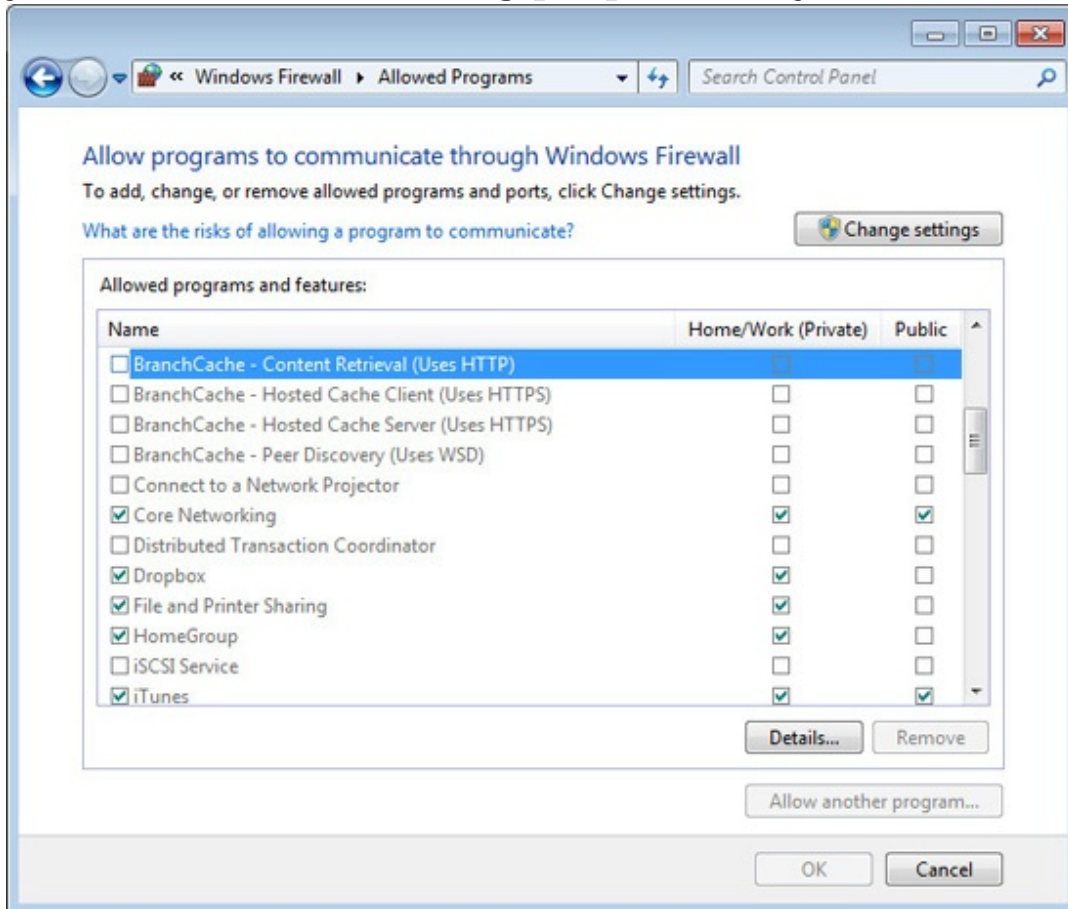 « Windows Firewall ▸ Allowed Programs
Search Control Panel
Allow programs to communicate through Windows Firewall
To add, change, or remove allowed programs and ports, click Change settings.
What are the risks of allowing a program to communicate?
Change settings
Allowed programs and features:
Name Home/Work (Private) Public
BranchCache - Content Retrieval (Uses HTTP)
BranchCache - Hosted Cache Client (Uses HTTPS)
BranchCache - Hosted Cache Server (Uses HTTPS)
BranchCache - Peer Discovery (Uses WSD)
Connect to a Network Projector
Core Networking
Distributed Transaction Coordinator
Dropbox
File and Printer Sharing
HomeGroup
iSCSI Service
iTunes
Details... Remove
Allow another program...
OK Cancel